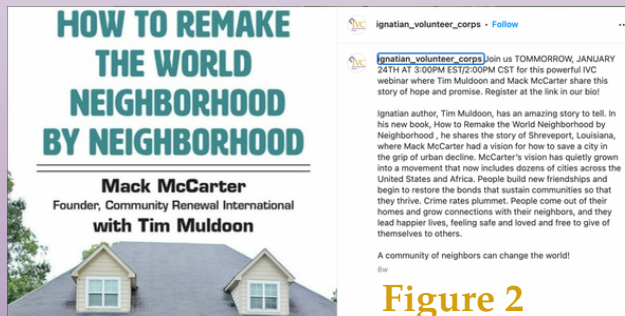 HOW TO REMAKE
THE WORLD
NEIGHBORHOOD
BY NEIGHBORHOOD
Mack McCarter
Founder, Community Renewal International
with Tim Muldoon
ignatian_volunteer_corps • Follow
ignatian_volunteer_corps Join us TOMMORROW, JANUARY
24TH AT 3:00PM EST/2:00PM CST for this powerful IVC
webinar where Tim Muldoon and Mack McCarter share this
story of hope and promise. Register at the link in our bio!
Ignatian author, Tim Muldoon, has an amazing story to tell. In
his new book, How to Remake the World Neighborhood by
Neighborhood , he shares the story of Shreveport, Louisiana,
where Mack McCarter had a vision for how to save a city in
the grip of urban decline. McCarter's vision has quietly grown
into a movement that now includes dozens of cities across the
United States and Africa. People build new friendships and
begin to restore the bonds that sustain communities so that
they thrive. Crime rates plummet. People come out of their
homes and grow connections with their neighbors, and they
lead happier lives, feeling safe and loved and free to give of
themselves to others.
A community of neighbors can change the world!
8w
Figure 2